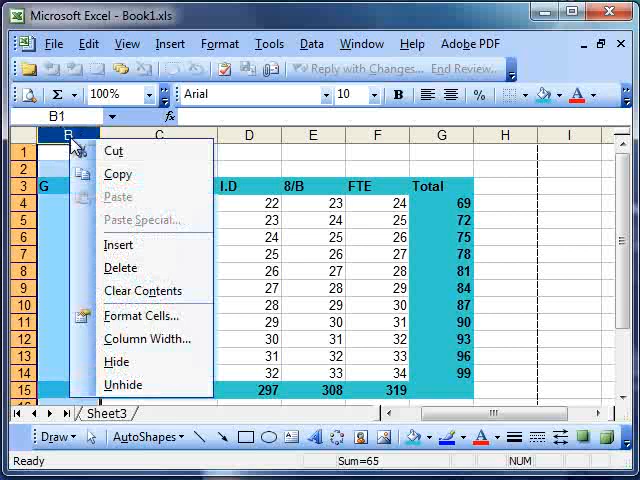 Microsoft Excel - Book1.xls
File Edit View Insert Format Tools Data Window Help Adobe PDF
Reply with Changes... End Review...
Σ 100% Arial 10 B $ %
B1 fx
B C D E F G H I
1
2
3 G I.D 8/B FTE Total
4 22 23 24 69
5 23 24 25 72
6 24 25 26 75
7 25 26 27 78
8 26 27 28 81
9 27 28 29 84
10 28 29 30 87
11 29 30 31 90
12 30 31 32 93
13 31 32 33 96
14 32 33 34 99
15 297 308 319
Cut
Copy
Paste
Paste Special...
Insert
Delete
Clear Contents
Format Cells...
Column Width...
Hide
Unhide
Sheet3
Draw AutoShapes
Ready Sum=65 NUM